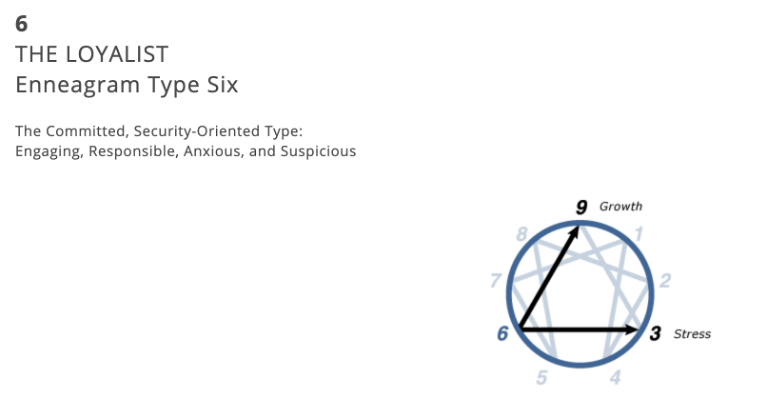 6
THE LOYALIST
Enneagram Type Six
The Committed, Security-Oriented Type:
Engaging, Responsible, Anxious, and Suspicious
9 Growth
8
1
7
2
6
3 Stress
5
4